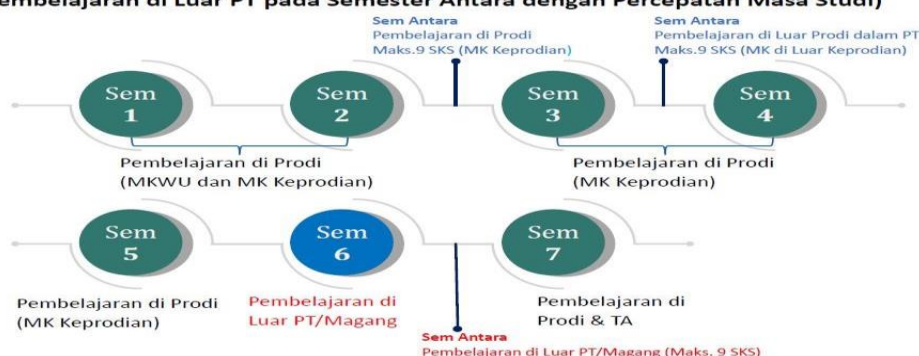 embelajaran di Luar PT pada Semester Antara dengan Percepatan Masa Studi)
Sem Antara
Pembelajaran di Prodi
Maks.9 SKS (MK Keprodian)
Sem Antara
Pembelajaran di Luar Prodi dalam PT
Maks.9 SKS (MK di Luar Keprodian)
Sem
1
Sem
2
Sem
3
Sem
4
Pembelajaran di Prodi
(MKWU dan MK Keprodian)
Pembelajaran di Prodi
(MK Keprodian)
Sem
5
Sem
6
Sem
7
Pembelajaran di Prodi
(MK Keprodian)
Pembelajaran di
Luar PT/Magang
Pembelajaran di
Prodi & TA
Sem Antara
Pembelajaran di Luar PT/Magang (Maks. 9 SKS)